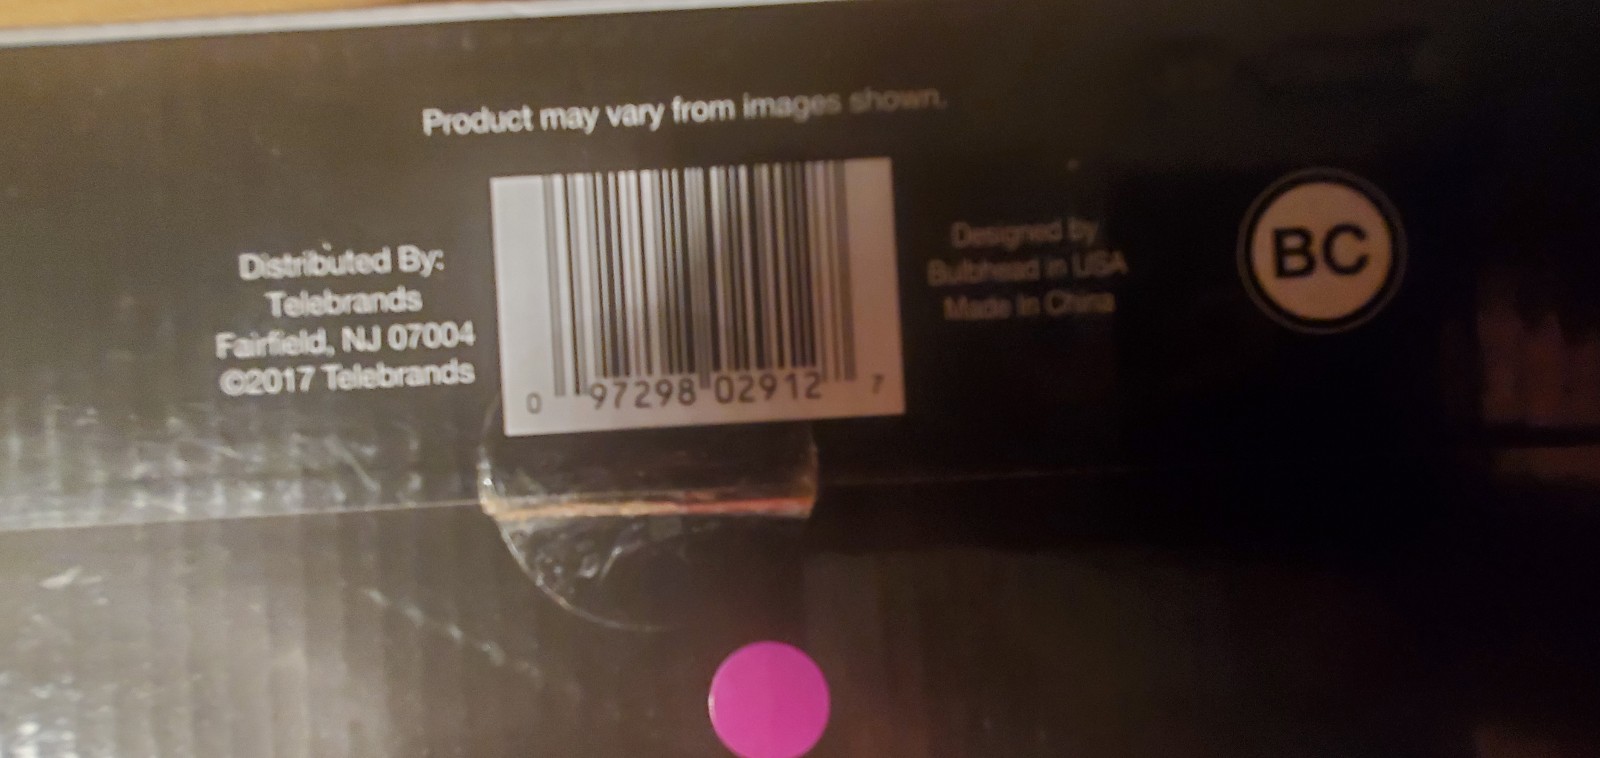 Product may vary from images shown.
Distributed By:
Telebrands
Fairfield, NJ 07004
©2017 Telebrands
0 97298 02912 7
Designed by
Bulbhead in USA
Made in China
BC